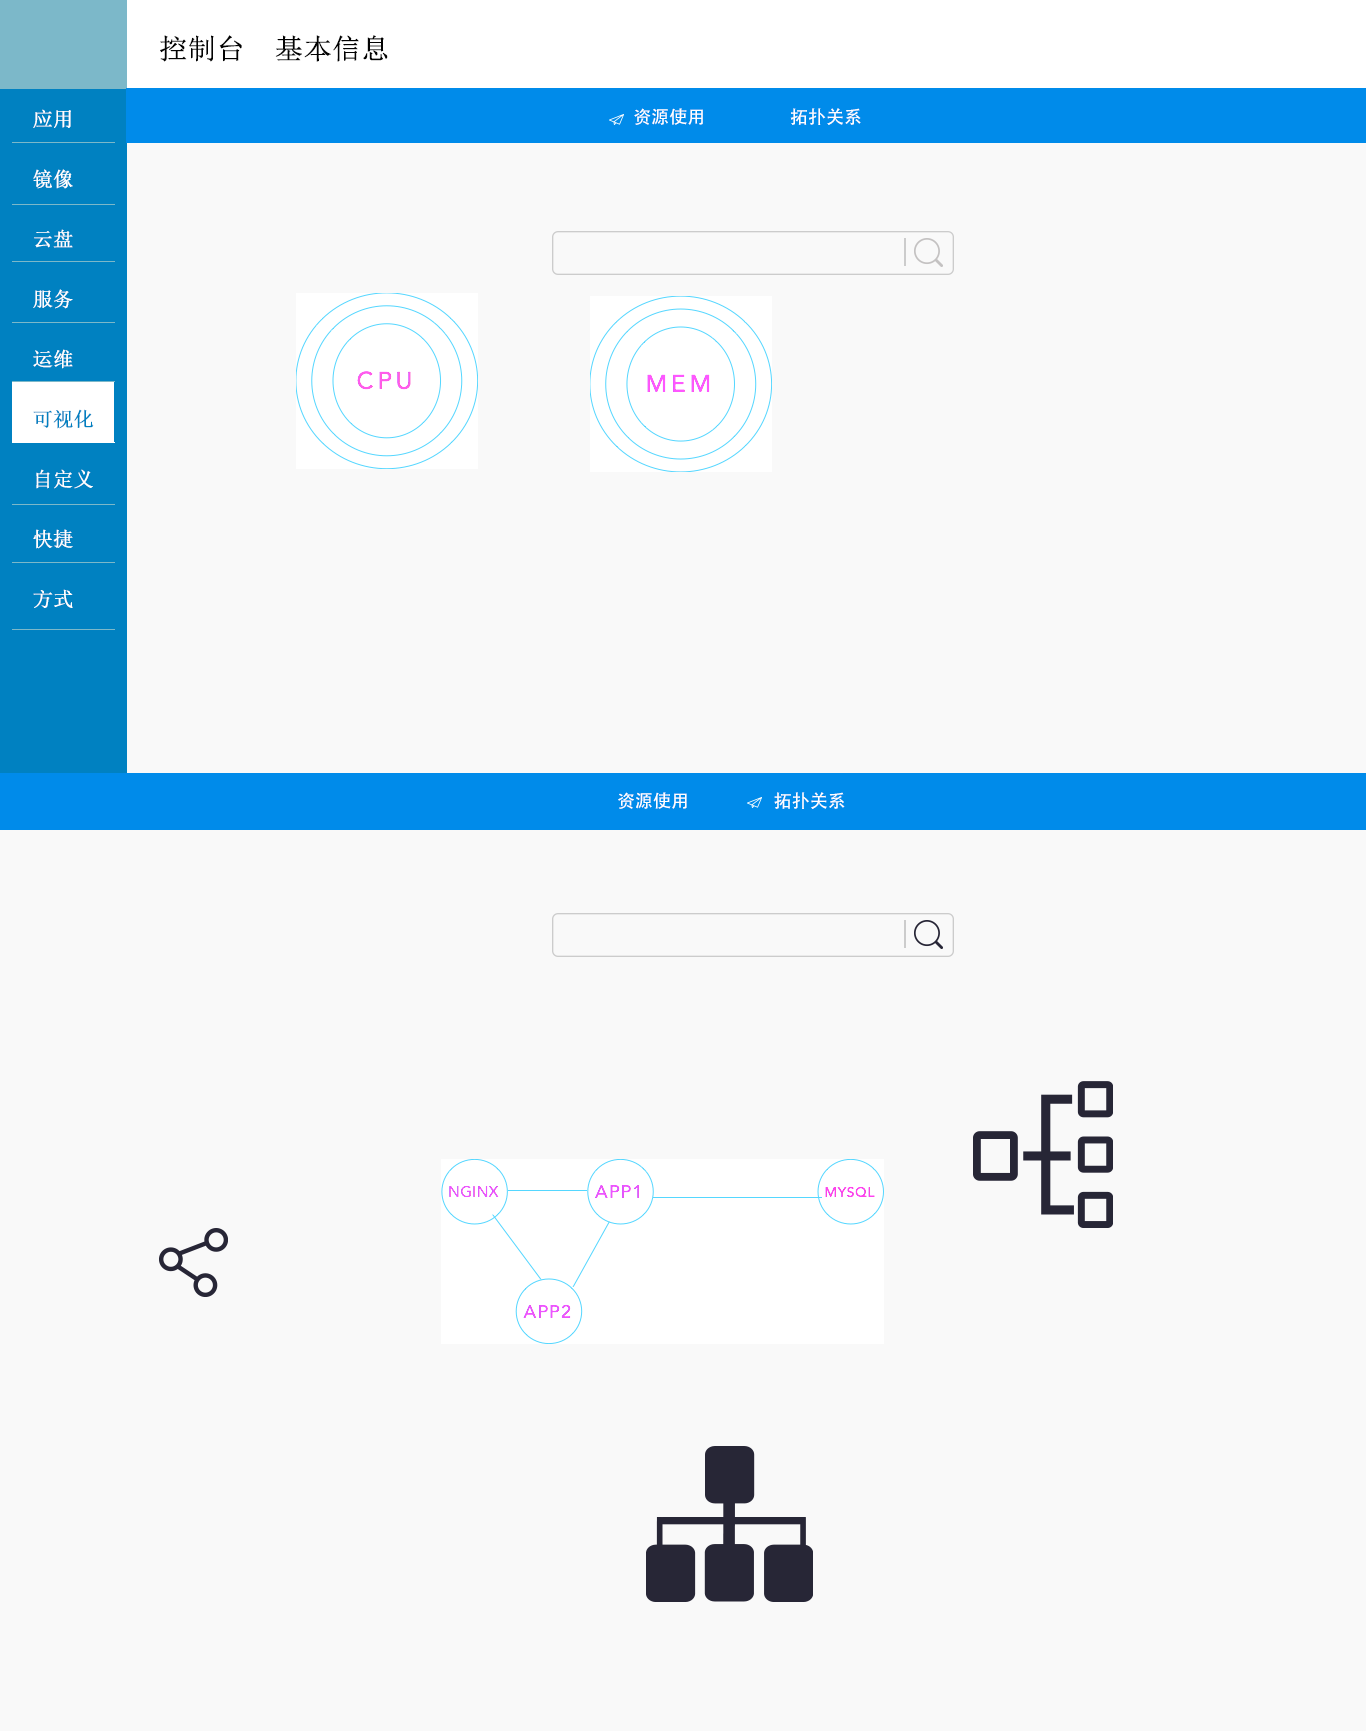 控制台 基本信息
资源使用 拓扑关系
应用
镜像
云盘
服务
运维
可视化
自定义
快捷
方式
CPU MEM
资源使用 拓扑关系
NGINX APP1 MYSQL
APP2